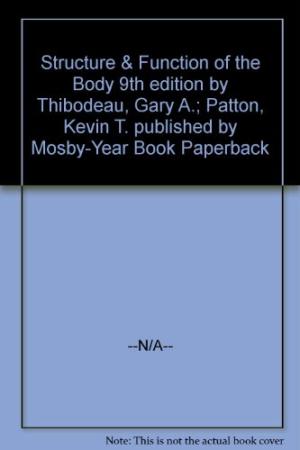 Structure & Function of the
Body 9th edition by
Thibodeau, Gary A.; Patton,
Kevin T. published by
Mosby-Year Book Paperback
--N/A--
Note: This is not the actual book cover